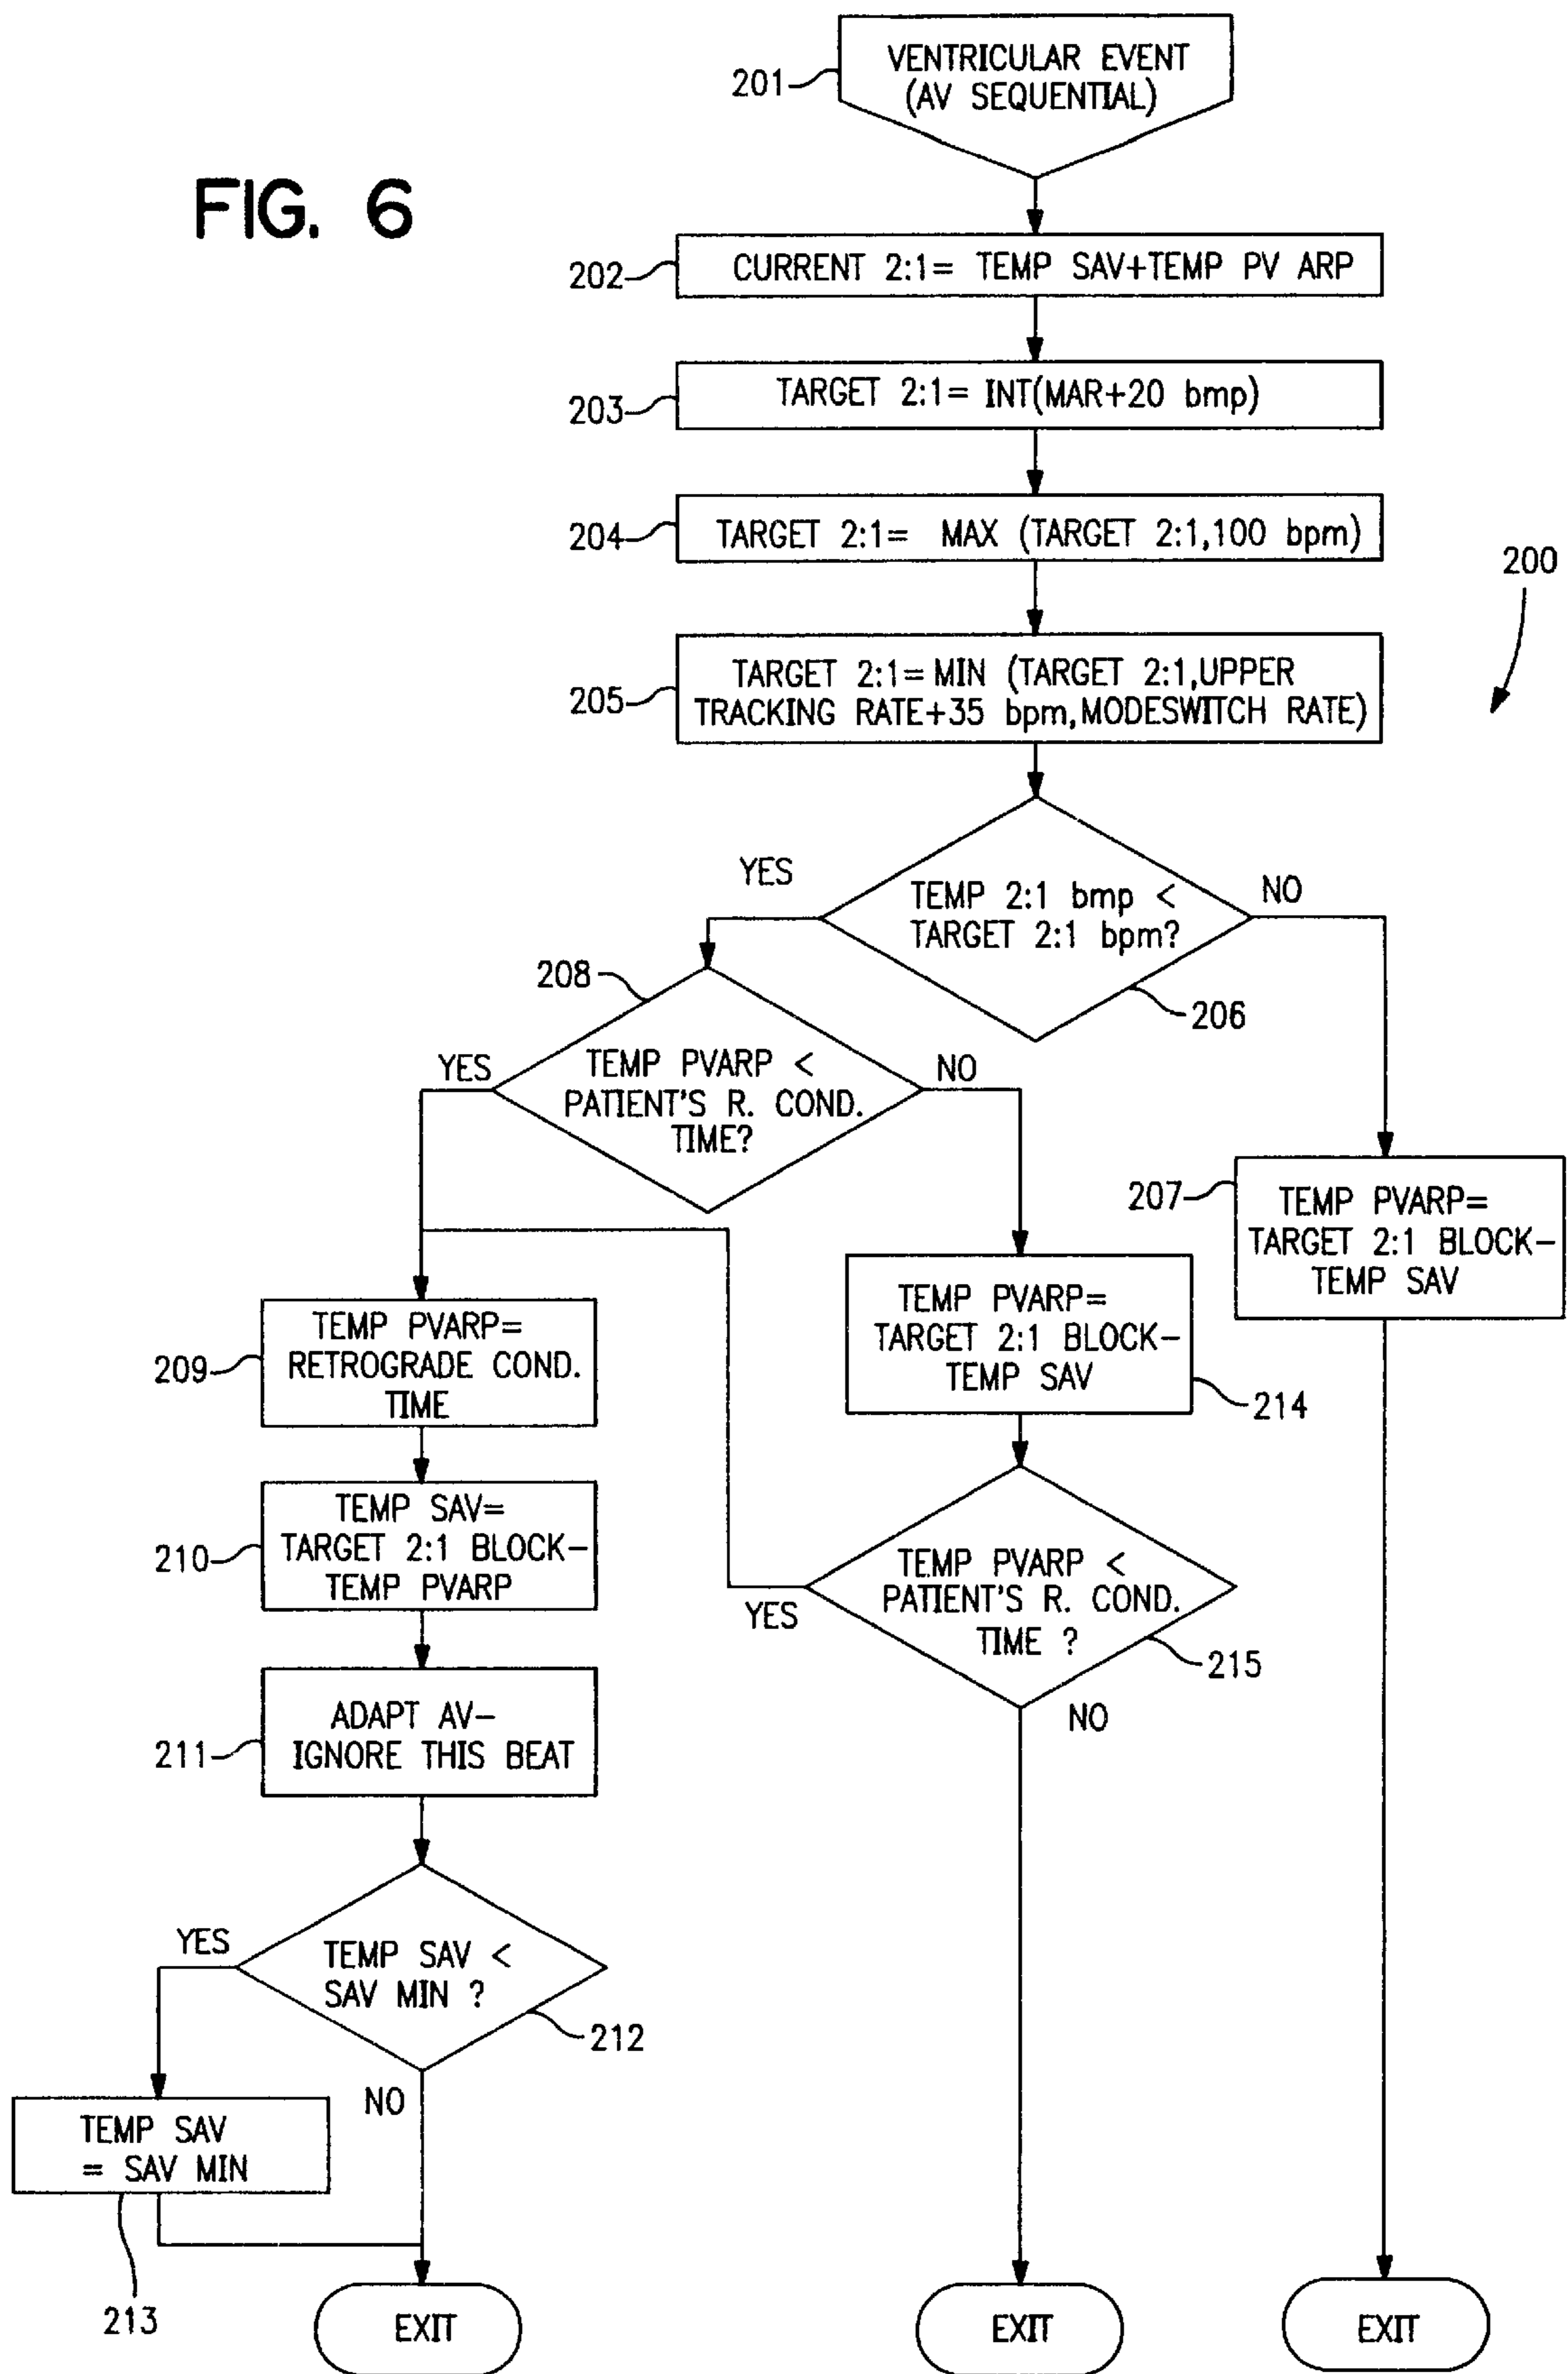 FIG. 6
200
201
VENTRICULAR EVENT
(AV SEQUENTIAL)
202
CURRENT 2:1= TEMP SAV+TEMP PV ARP
203
TARGET 2:1= INT(MAR+20 bmp)
204
TARGET 2:1= MAX (TARGET 2:1,100 bpm)
205
TARGET 2:1=MIN (TARGET 2:1,UPPER
TRACKING RATE+35 bpm,MODESWITCH RATE)
YES
TEMP 2:1 bmp <
TARGET 2:1 bpm?
NO
206
208
YES
TEMP PVARP <
PATIENT'S R. COND.
TIME?
NO
207
TEMP PVARP=
TARGET 2:1 BLOCK-
TEMP SAV
209
TEMP PVARP=
RETROGRADE COND.
TIME
TEMP PVARP=
TARGET 2:1 BLOCK-
TEMP SAV
214
210
TEMP SAV=
TARGET 2:1 BLOCK-
TEMP PVARP
TEMP PVARP <
PATIENT'S R. COND.
TIME ?
YES
215
NO
211
ADAPT AV-
IGNORE THIS BEAT
YES
TEMP SAV <
SAV MIN ?
212
NO
TEMP SAV
= SAV MIN
213
EXIT
EXIT
EXIT